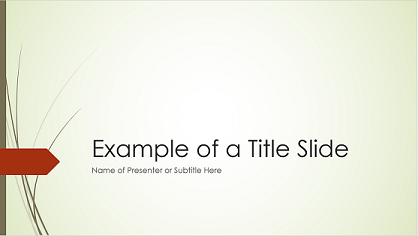 Example of a Title Slide
Name of Presenter or Subtitle Here